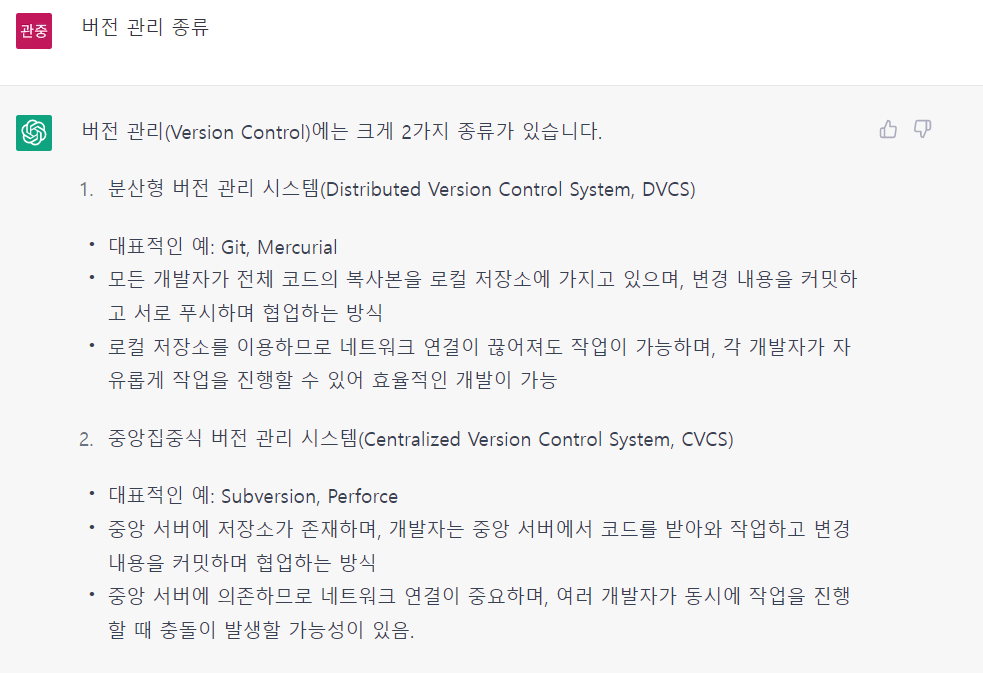 관중
버전 관리 종류
버전 관리(Version Control)에는 크게 2가지 종류가 있습니다.
1. 분산형 버전 관리 시스템(Distributed Version Control System, DVCS)
• 대표적인 예: Git, Mercurial
• 모든 개발자가 전체 코드의 복사본을 로컬 저장소에 가지고 있으며, 변경 내용을 커밋하
고 서로 푸시하며 협업하는 방식
• 로컬 저장소를 이용하므로 네트워크 연결이 끊어져도 작업이 가능하며, 각 개발자가 자
유롭게 작업을 진행할 수 있어 효율적인 개발이 가능
2. 중앙집중식 버전 관리 시스템(Centralized Version Control System, CVCS)
• 대표적인 예: Subversion, Perforce
• 중앙 서버에 저장소가 존재하며, 개발자는 중앙 서버에서 코드를 받아와 작업하고 변경
내용을 커밋하며 협업하는 방식
• 중앙 서버에 의존하므로 네트워크 연결이 중요하며, 여러 개발자가 동시에 작업을 진행
할 때 충돌이 발생할 가능성이 있음.